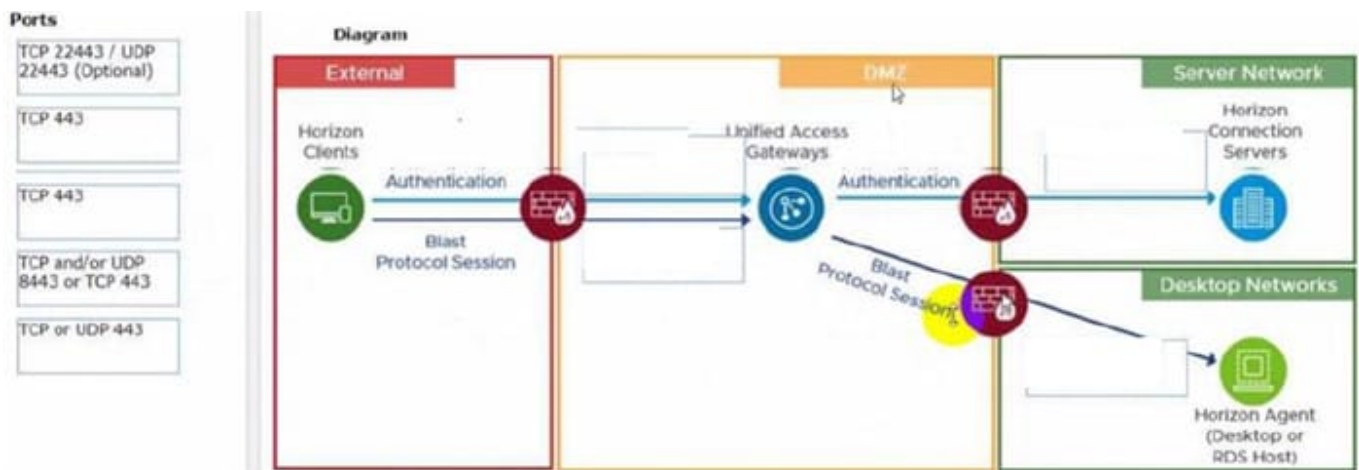 Ports
TCP 22443 / UDP
22443 (Optional)
TCP 443
TCP 443
TCP and/or UDP
8443 or TCP 443
TCP or UDP 443
Diagram
External
Horizon
Clients
Authentication
Blast
Protocol Session
DMZ
Unified Access
Gateways
Authentication
Blast
Protocol Session
Server Network
Horizon
Connection
Servers
Desktop Networks
Horizon Agent
(Desktop or
RDS Host)